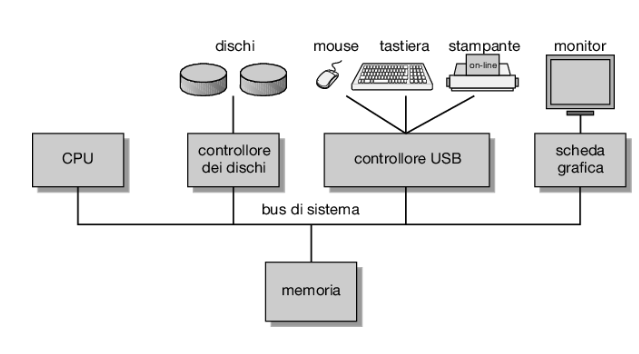 dischi
mouse
tastiera
stampante
monitor
on-line
CPU
controllore
dei dischi
controllore USB
scheda
grafica
bus di sistema
memoria